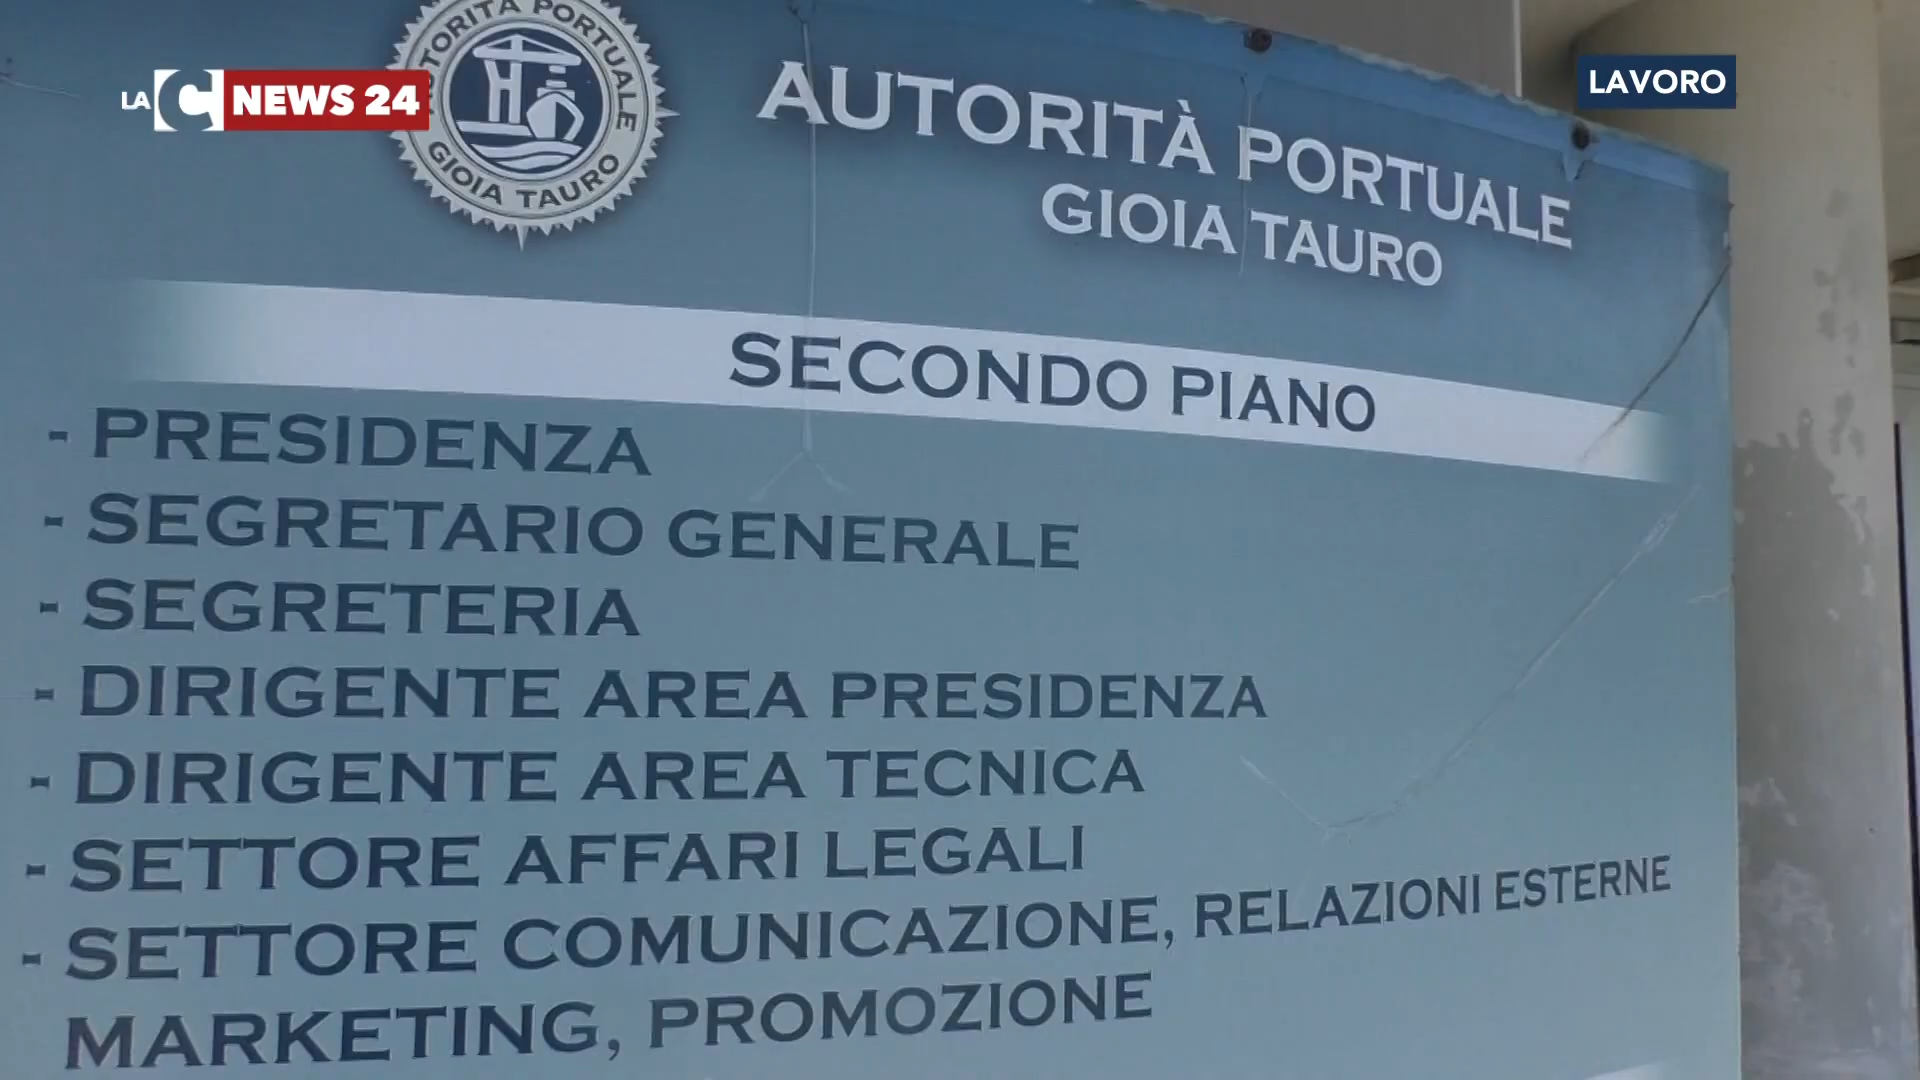 LA C NEWS 24
LAVORO
AUTORITÀ PORTUALE
GIOIA TAURO
AUTORITÀ PORTUALE
GIOIA TAURO
SECONDO PIANO
- PRESIDENZA
- SEGRETARIO GENERALE
- SEGRETERIA
- DIRIGENTE AREA PRESIDENZA
- DIRIGENTE AREA TECNICA
- SETTORE AFFARI LEGALI
- SETTORE COMUNICAZIONE, RELAZIONI ESTERNE
MARKETING, PROMOZIONE